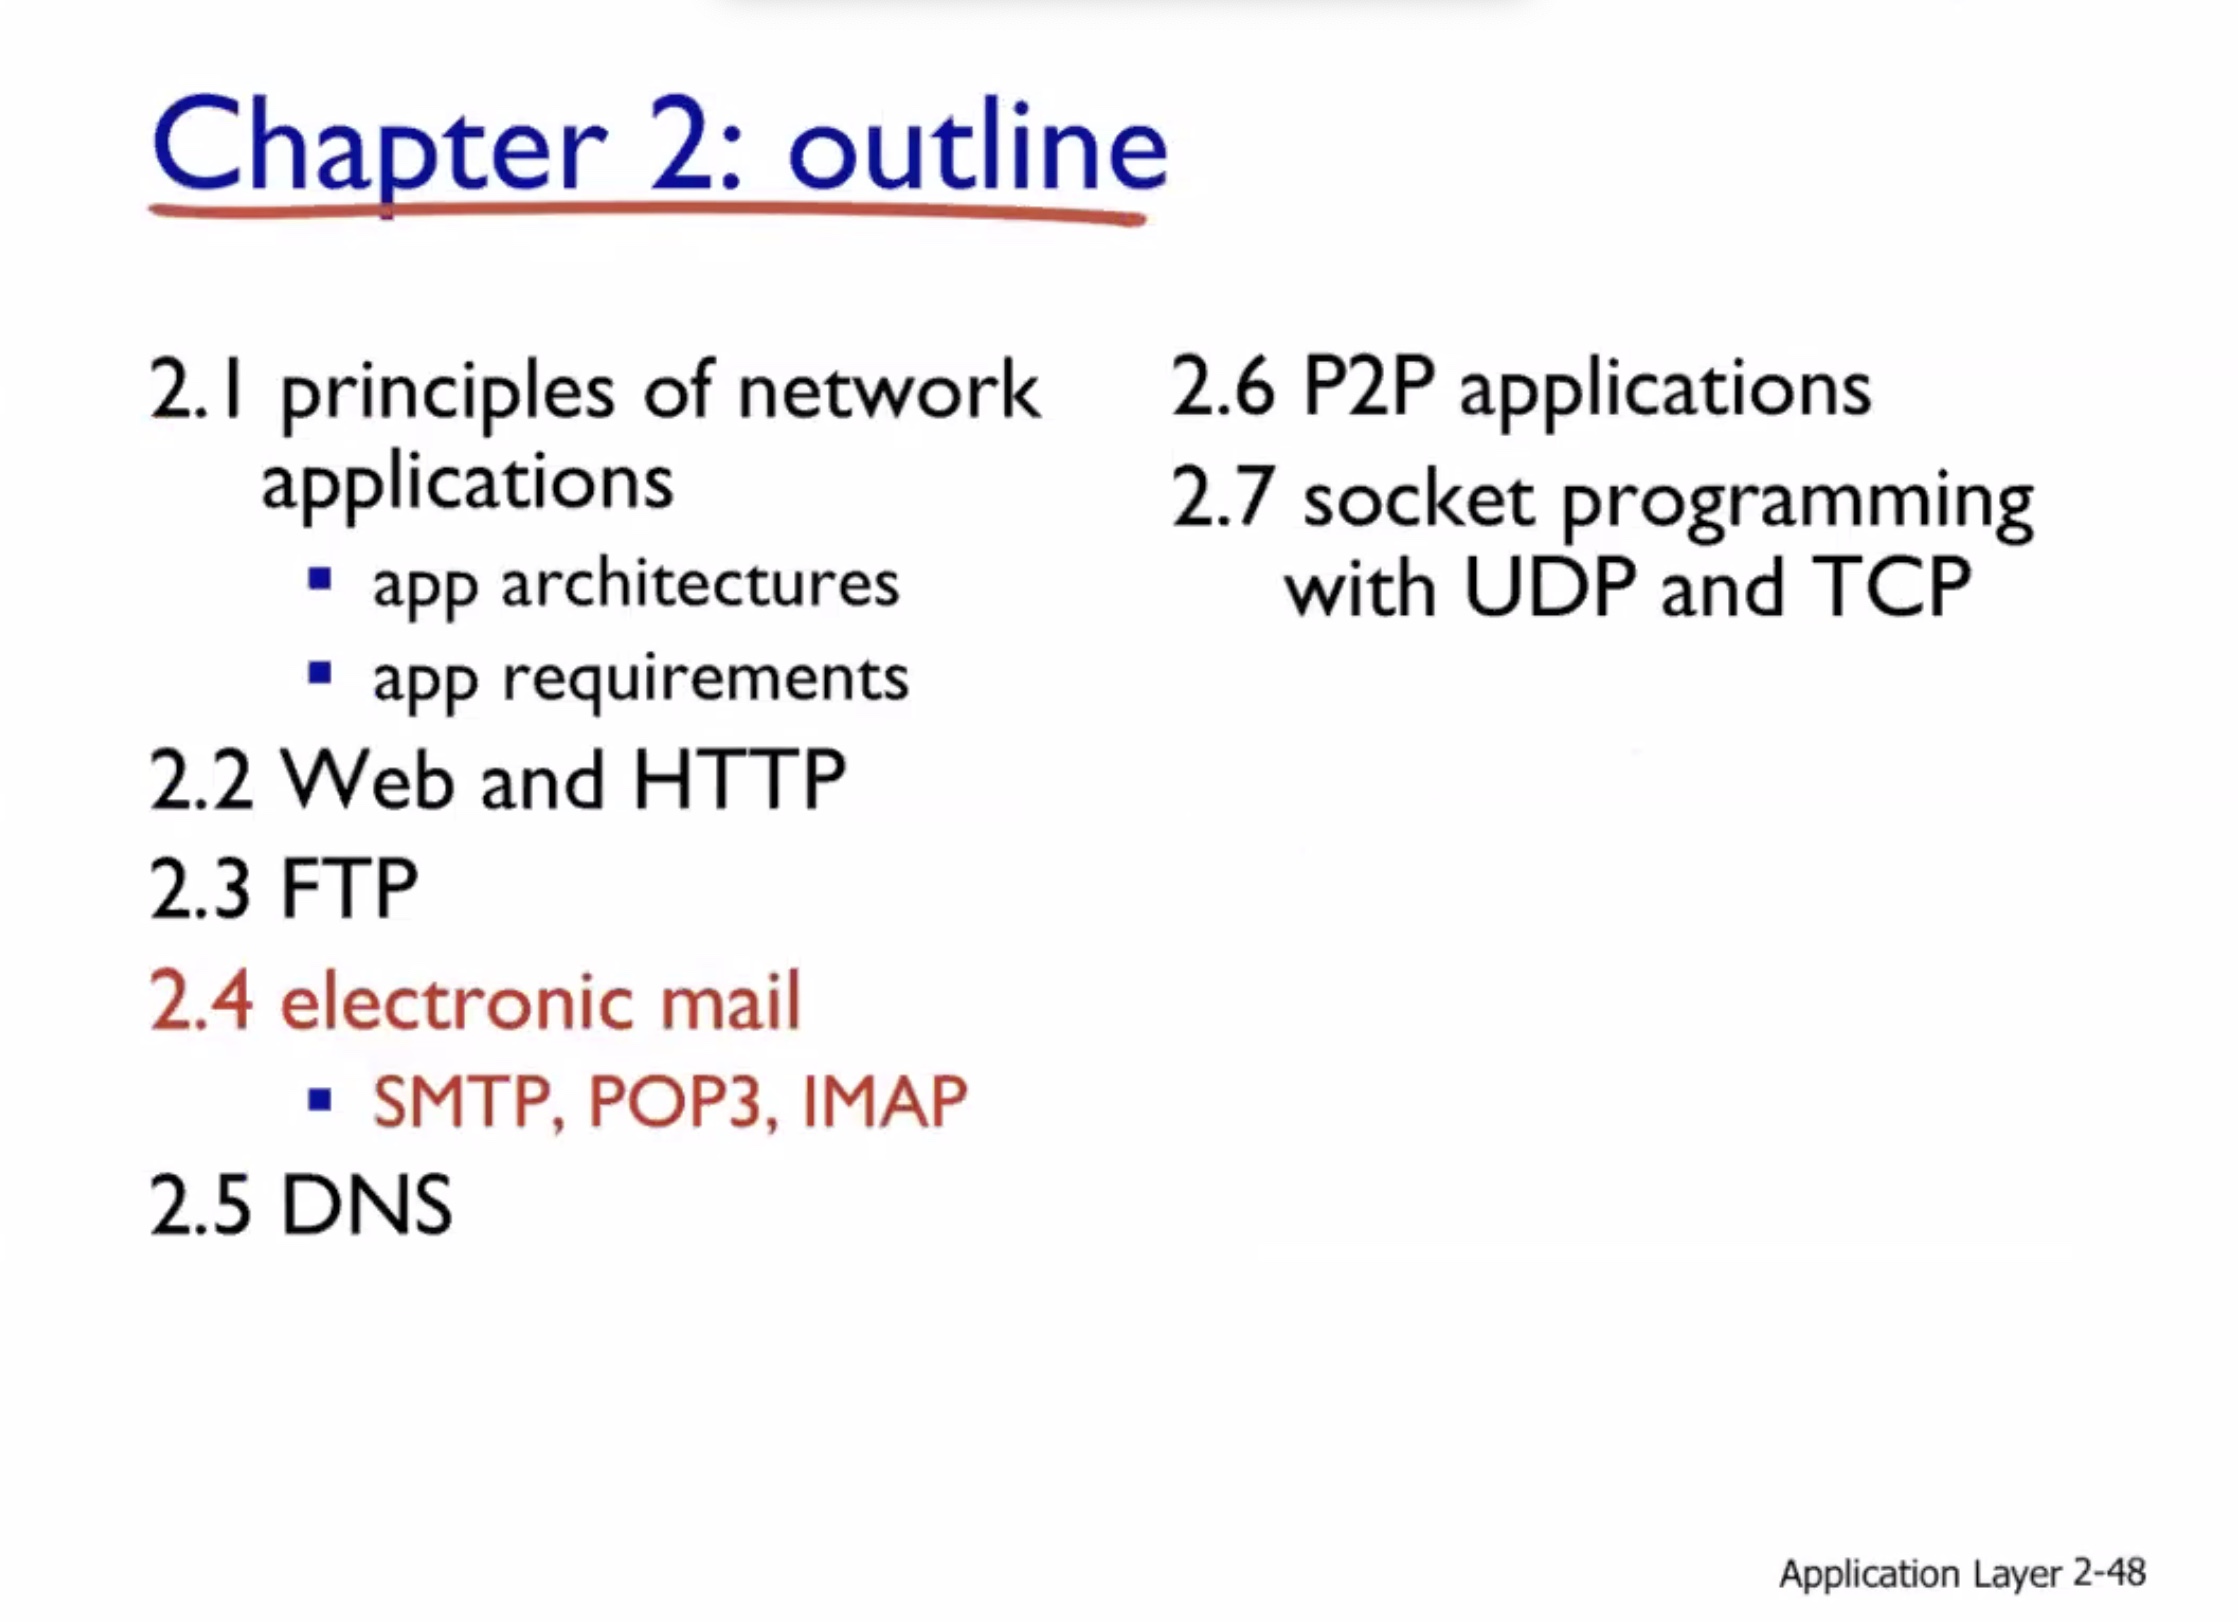 Chapter 2: outline
2.1 principles of network
applications
▪ app architectures
▪ app requirements
2.2 Web and HTTP
2.3 FTP
2.4 electronic mail
▪ SMTP, POP3, IMAP
2.5 DNS
2.6 P2P applications
2.7 socket programming
with UDP and TCP
Application Layer 2-48